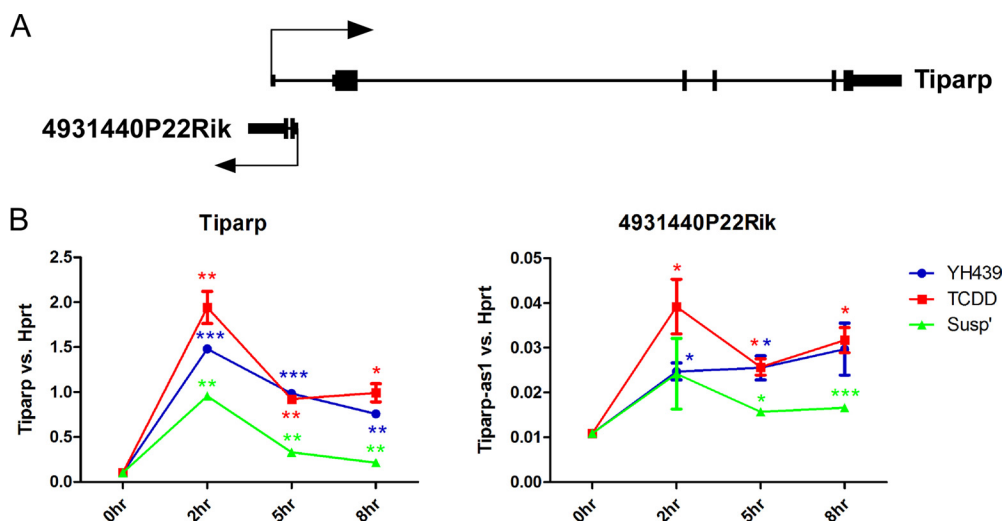 A
Tiparp
4931440P22Rik
B
Tiparp
Tiparp vs. Hprt
2.5
2.0
1.5
1.0
0.5
0.0
**
***
**
***
**
**
*
**
**
0hr
2hr
5hr
8hr
4931440P22Rik
Tiparp-as1 vs. Hprt
0.05
0.04
0.03
0.02
0.01
0.00
*
*
* *
*
*
***
0hr
2hr
5hr
8hr
YH439
TCDD
Susp'